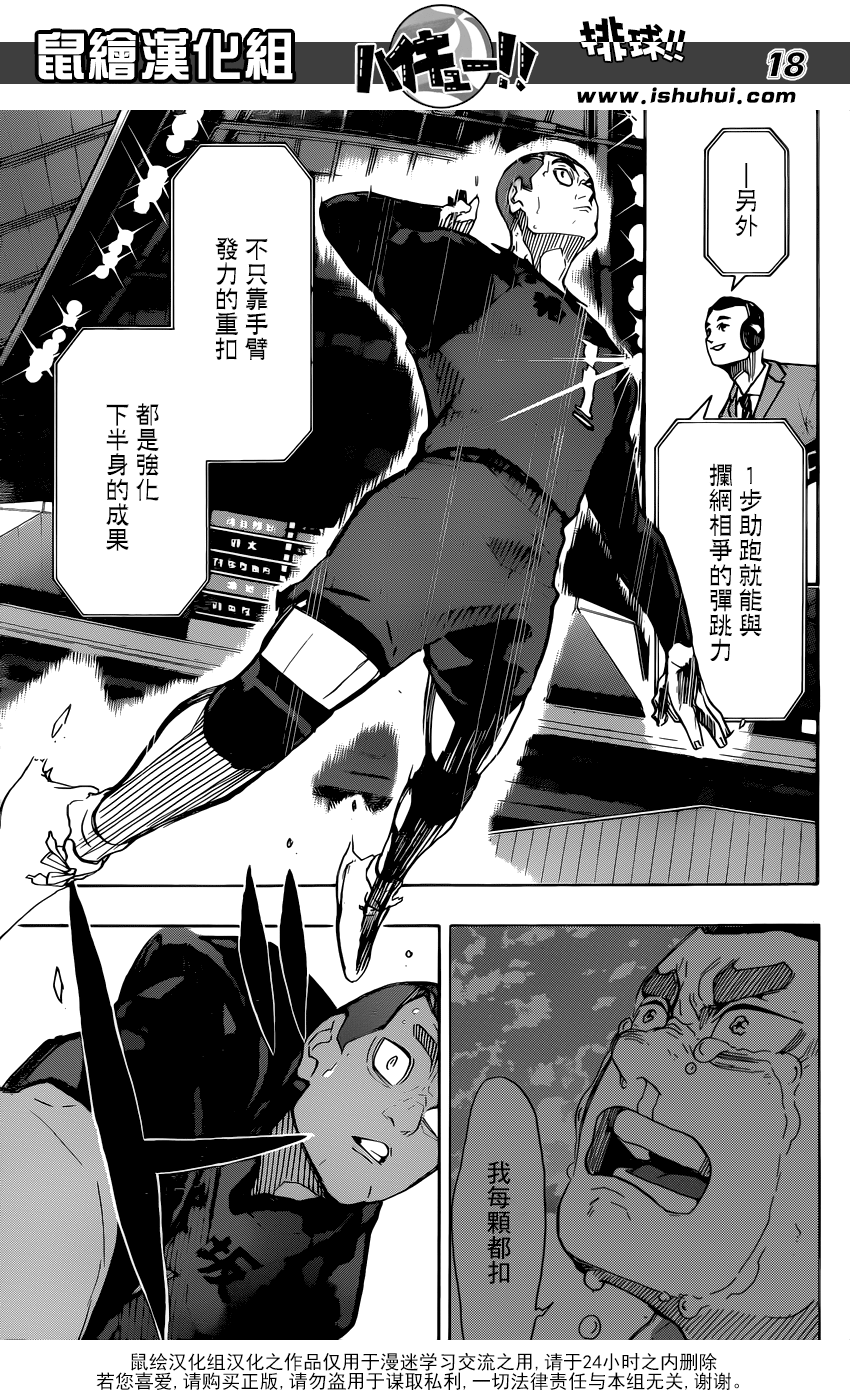 鼠繪漢化組
ハイキュー!!
排球!!
18
www.ishuhui.com
—另外
1步助跑就能與
攔網相爭的彈跳力
不只靠手臂
發力的重扣
都是強化
下半身的成果
1
我每顆都扣
鼠绘汉化组汉化之作品仅用于漫迷学习交流之用, 请于24小时之内删除
若您喜爱, 请购买正版, 请勿盗用于谋取私利, 一切法律责任与本组无关, 谢谢。